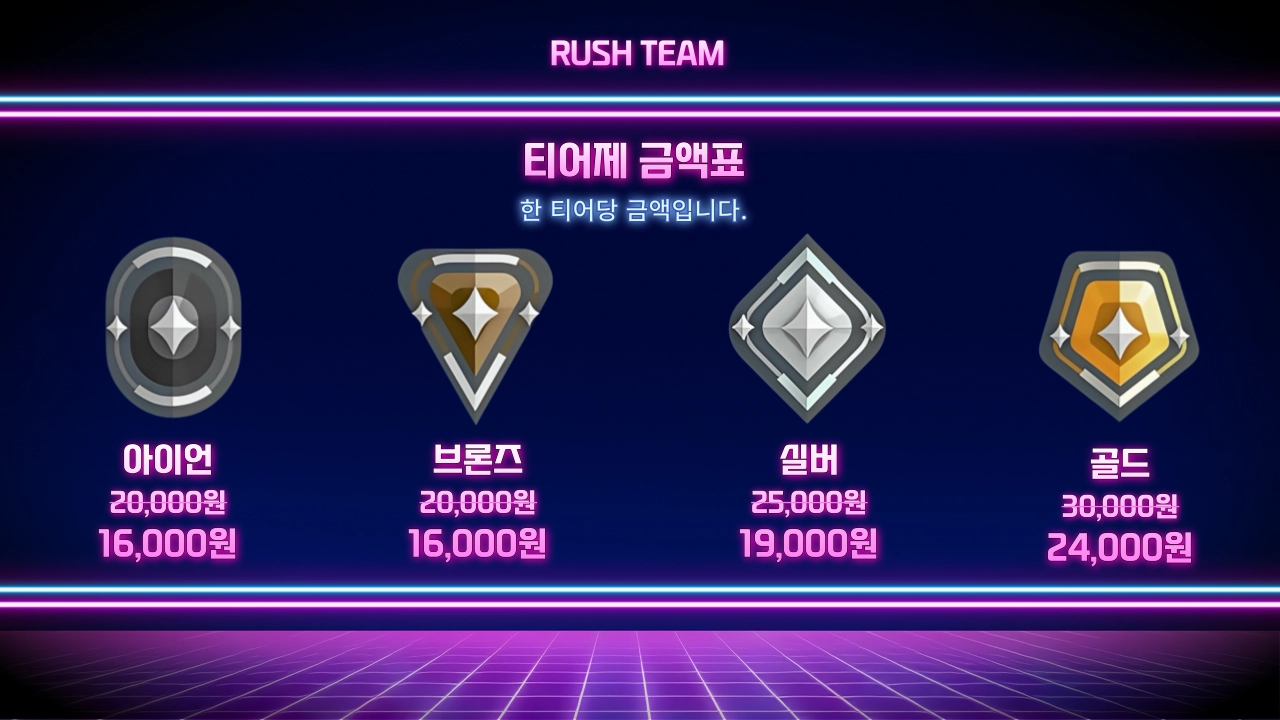 RUSH TEAM
티어제 금액표
한 티어당 금액입니다.
아이언
20,000원
16,000원
브론즈
20,000원
16,000원
실버
25,000원
19,000원
골드
30,000원
24,000원